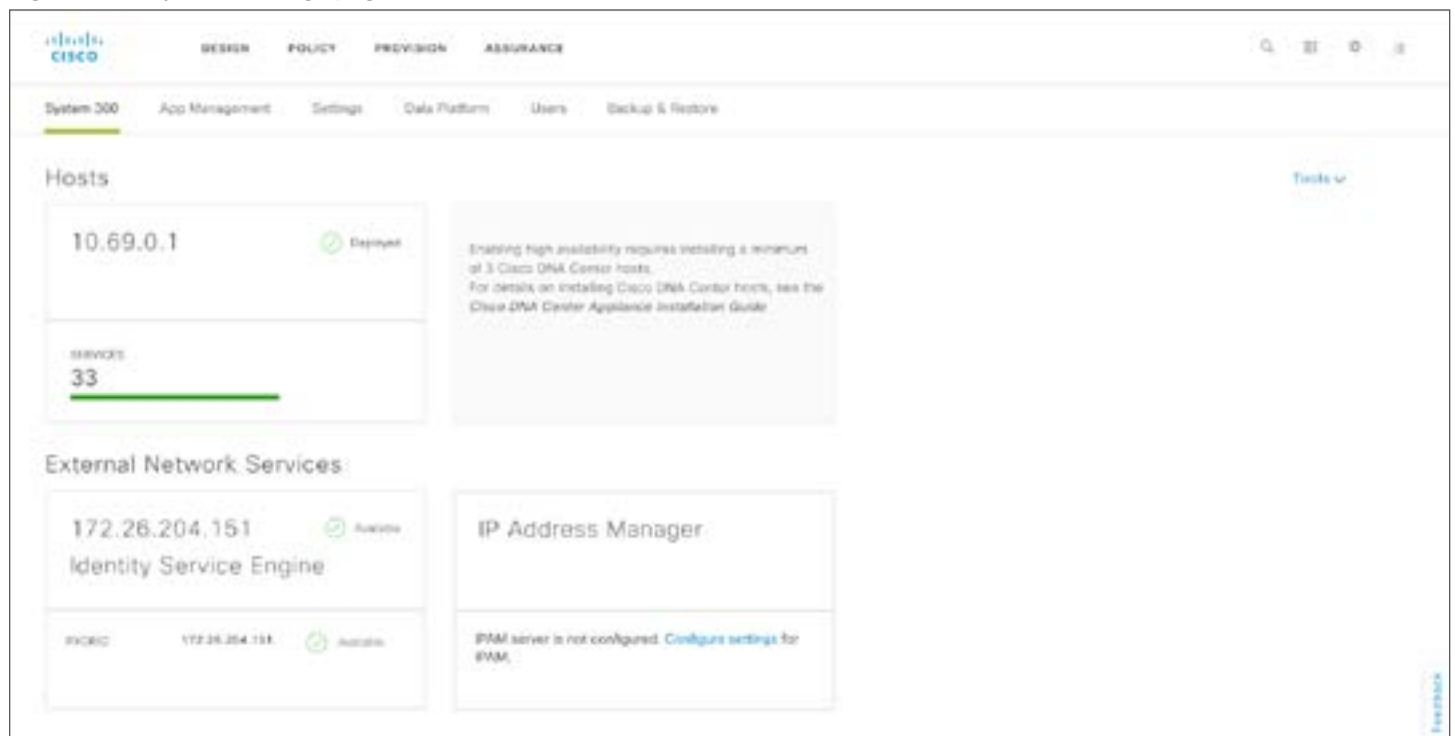 CISCO
DESIGN POLICY PROVISION ASSURANCE
System 360 App Management Settings Data Platform Users Backup & Restore
Hosts
Tools
10.69.0.1
Deployed
Enabling high availability requires installing a minimum
of 3 Cisco DNA Center hosts.
For details on installing Cisco DNA Center hosts, see the
Cisco DNA Center Appliance Installation Guide
SERVICES
33
External Network Services
172.26.204.151
Available
Identity Service Engine
172.26.204.151
Available
IP Address Manager
IPAM server is not configured. Configure settings for
IPAM.
Feedback